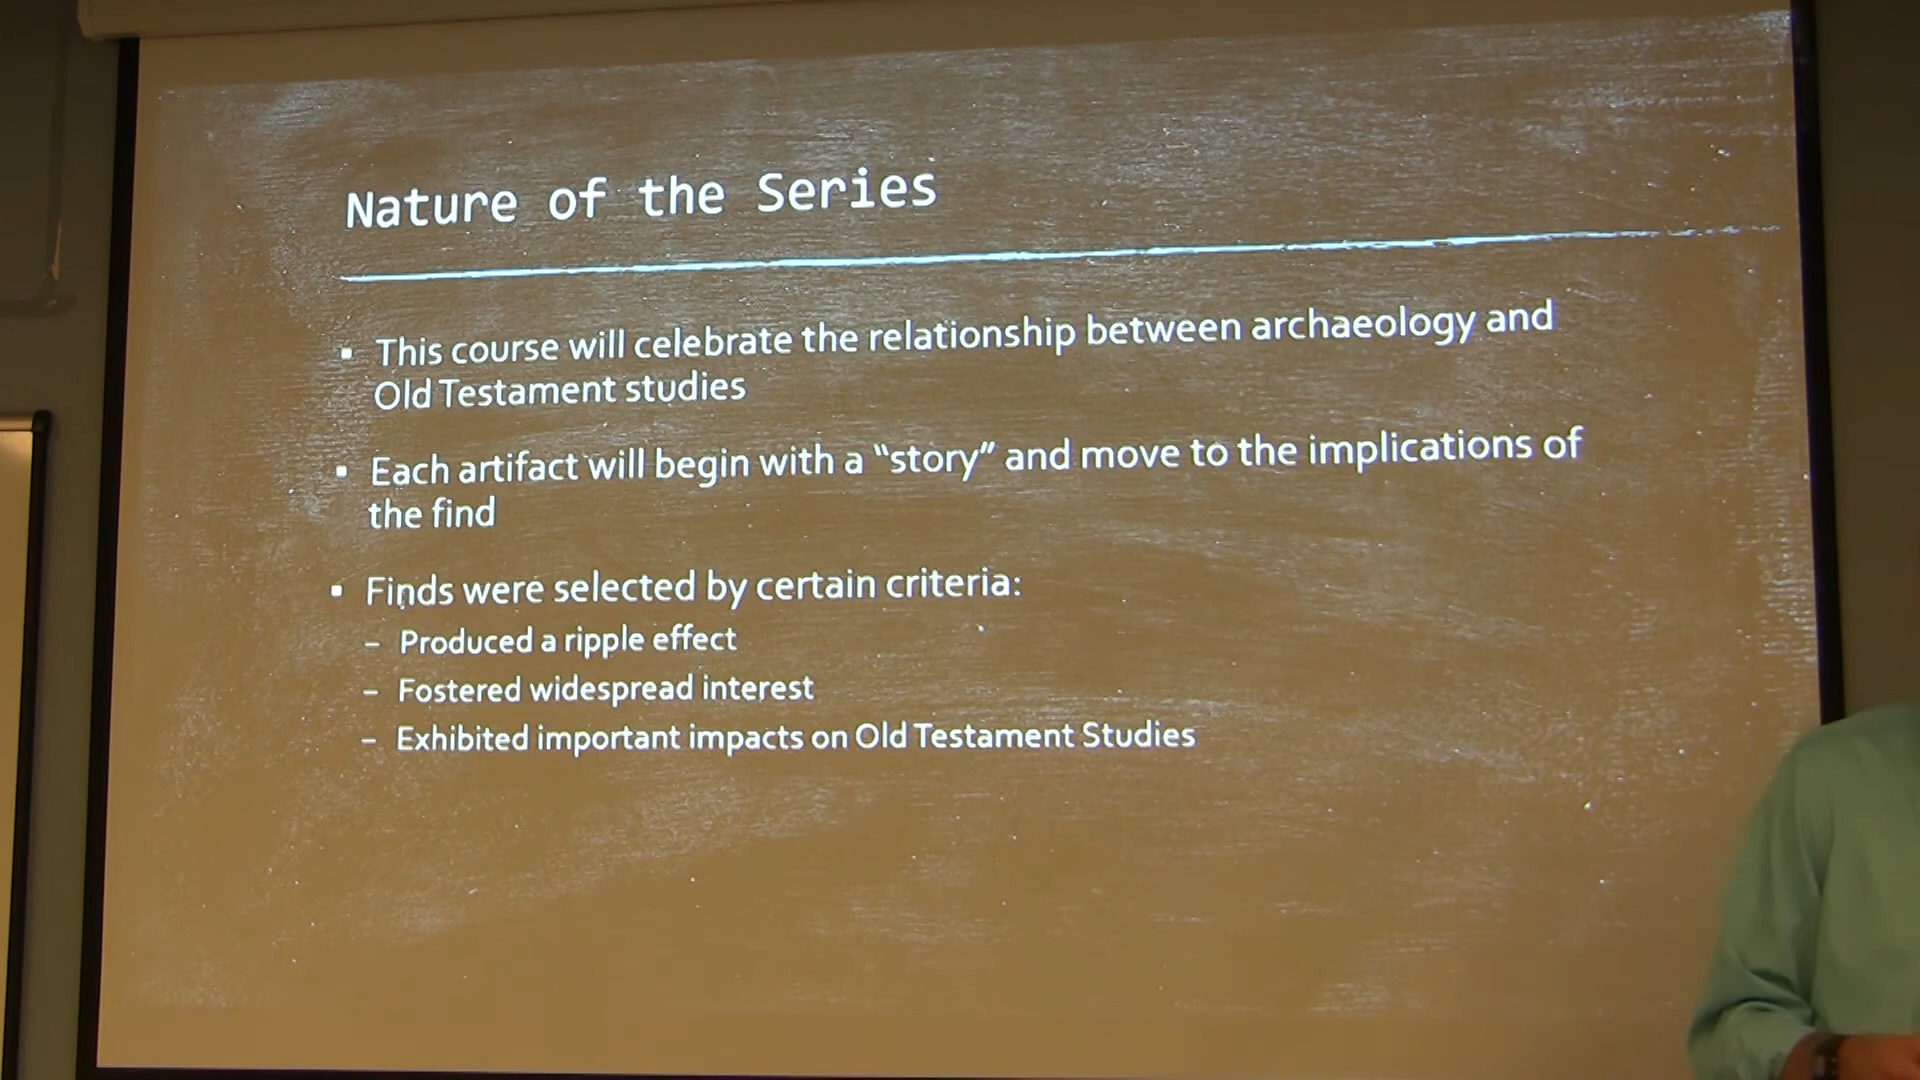 Nature of the Series
▪ This course will celebrate the relationship between archaeology and
Old Testament studies
▪ Each artifact will begin with a “story” and move to the implications of
the find
▪ Finds were selected by certain criteria:
– Produced a ripple effect
– Fostered widespread interest
– Exhibited important impacts on Old Testament Studies